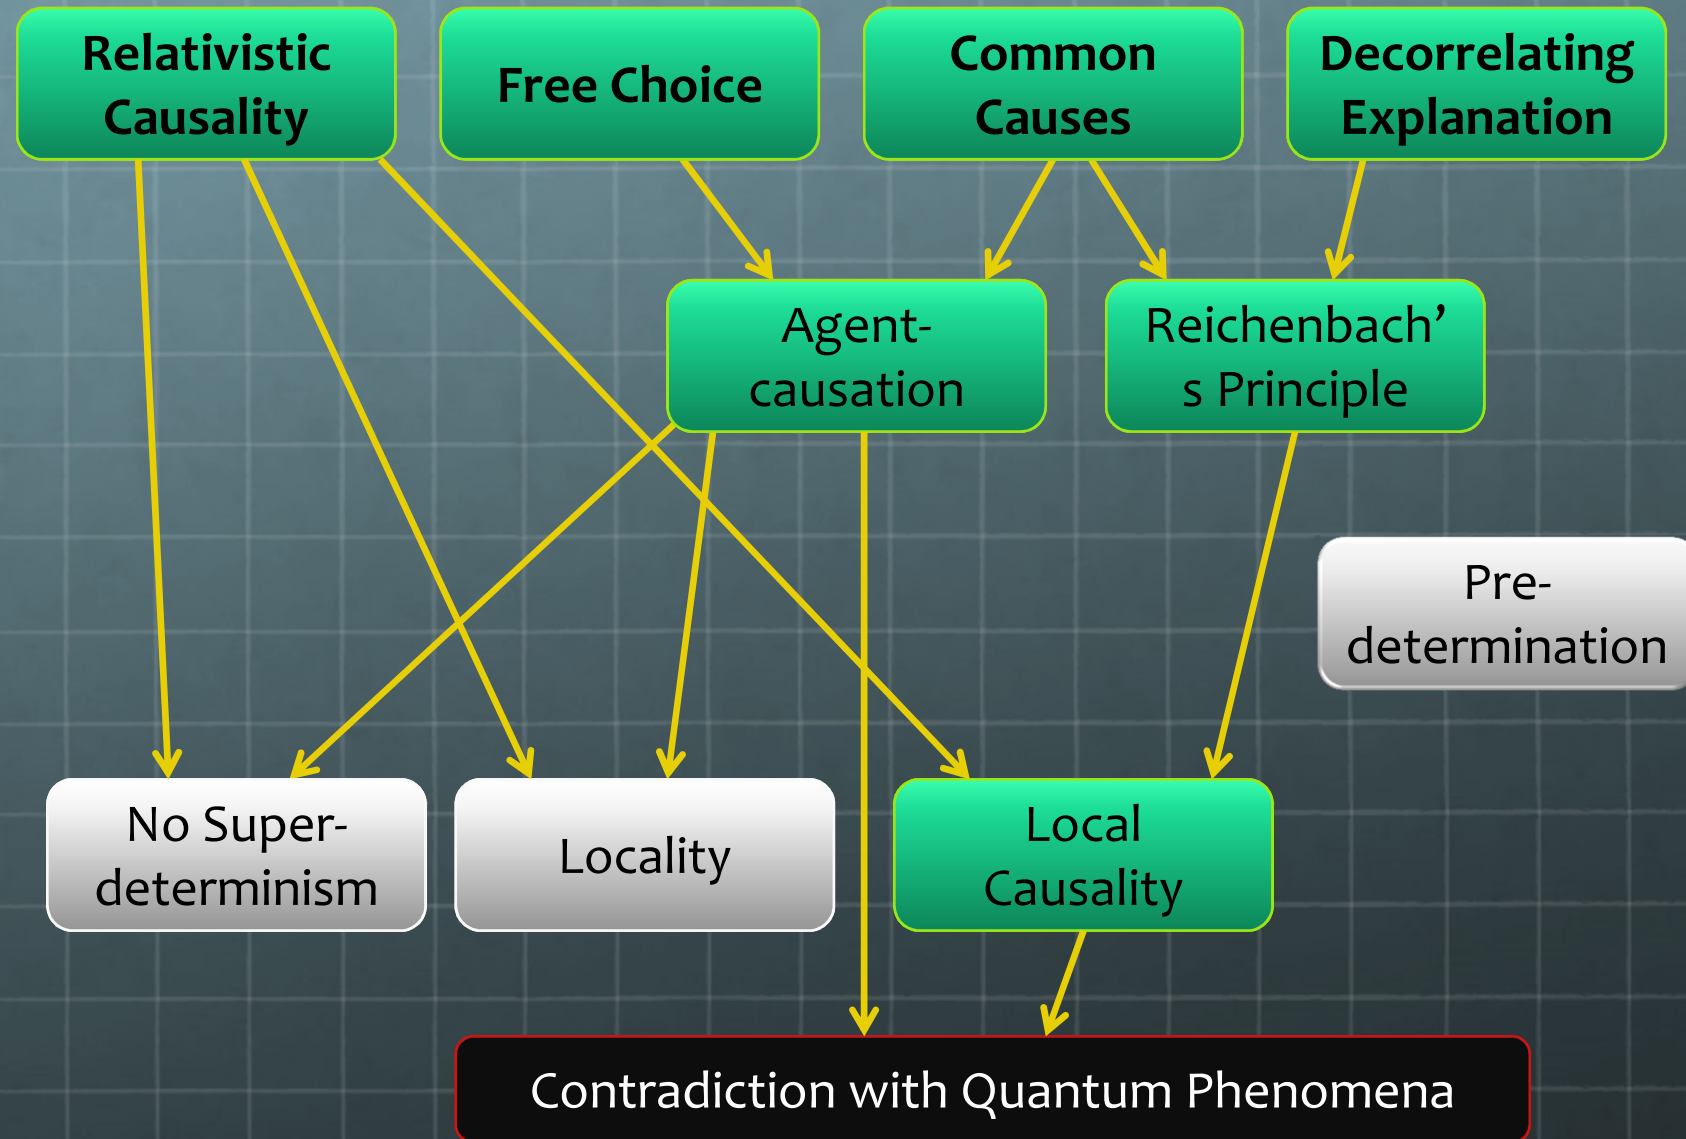 Relativistic
Causality
Free Choice
Common
Causes
Decorrelating
Explanation
Agent-
causation
Reichenbach’
s Principle
Pre-
determination
No Super-
determinism
Locality
Local
Causality
Contradiction with Quantum Phenomena